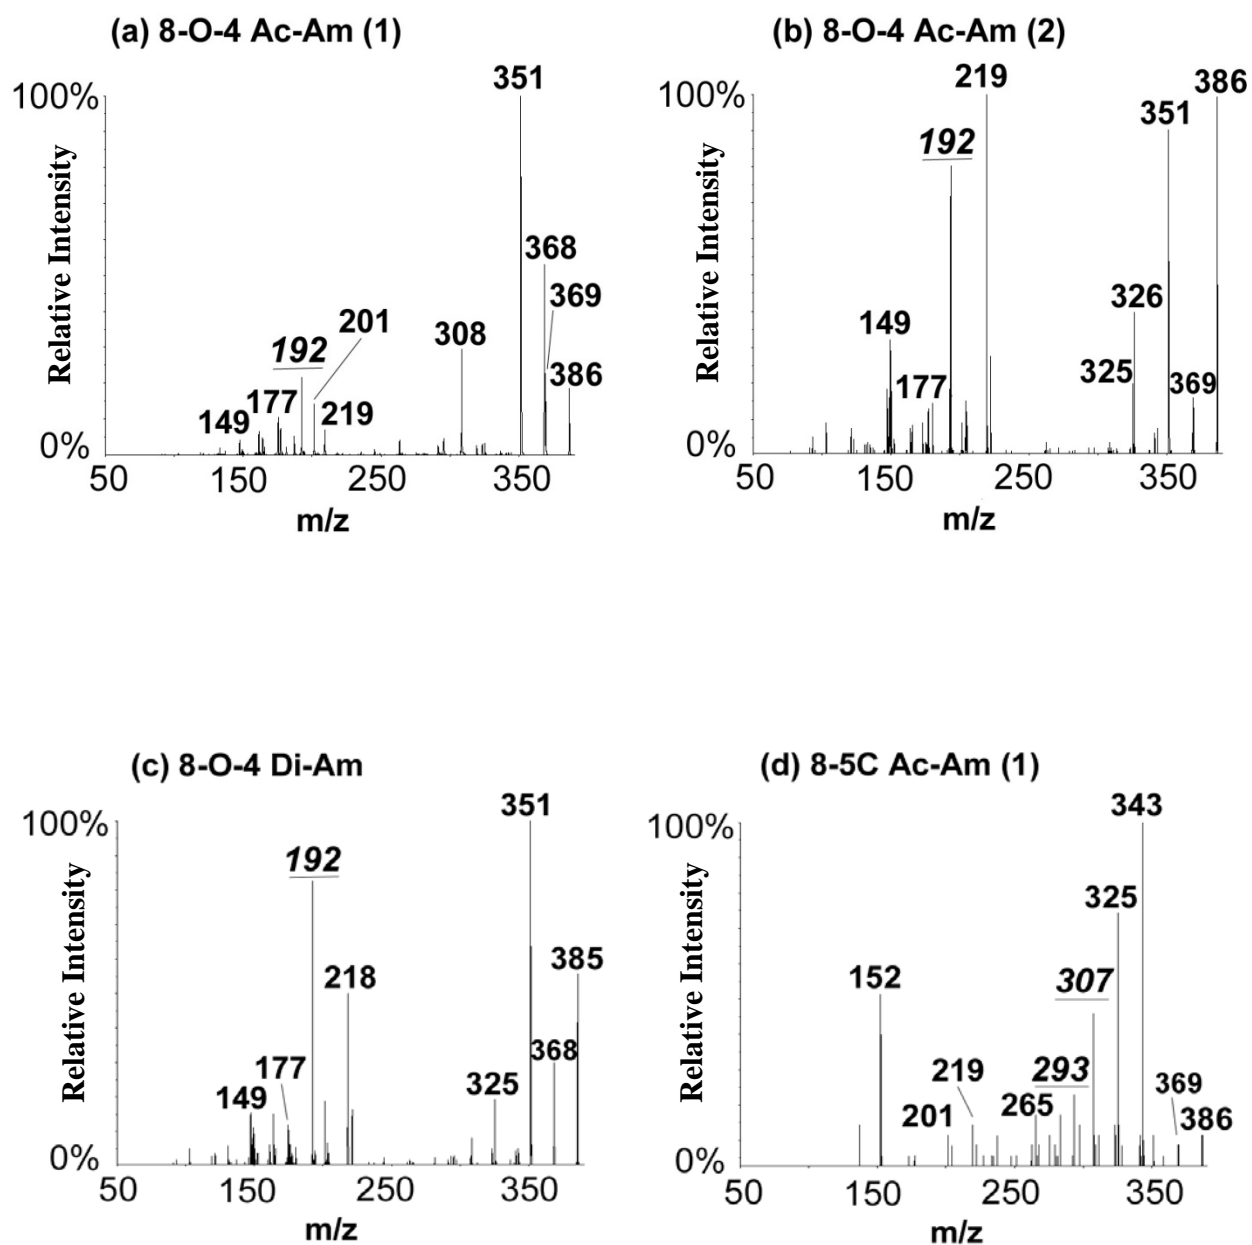 (a) 8-O-4 Ac-Am (1)
351
100%
368
369
308
201
192
386
177
149
219
0%
50 150 250 350
m/z
Relative Intensity
(b) 8-O-4 Ac-Am (2)
219
386
100%
351
192
326
149
325
177
369
0%
50 150 250 350
m/z
Relative Intensity
(c) 8-O-4 Di-Am
351
100%
192
385
218
368
177
325
149
0%
50 150 250 350
m/z
Relative Intensity
(d) 8-5C Ac-Am (1)
343
100%
325
152
307
219
293
369
265
201
386
0%
50 150 250 350
m/z
Relative Intensity